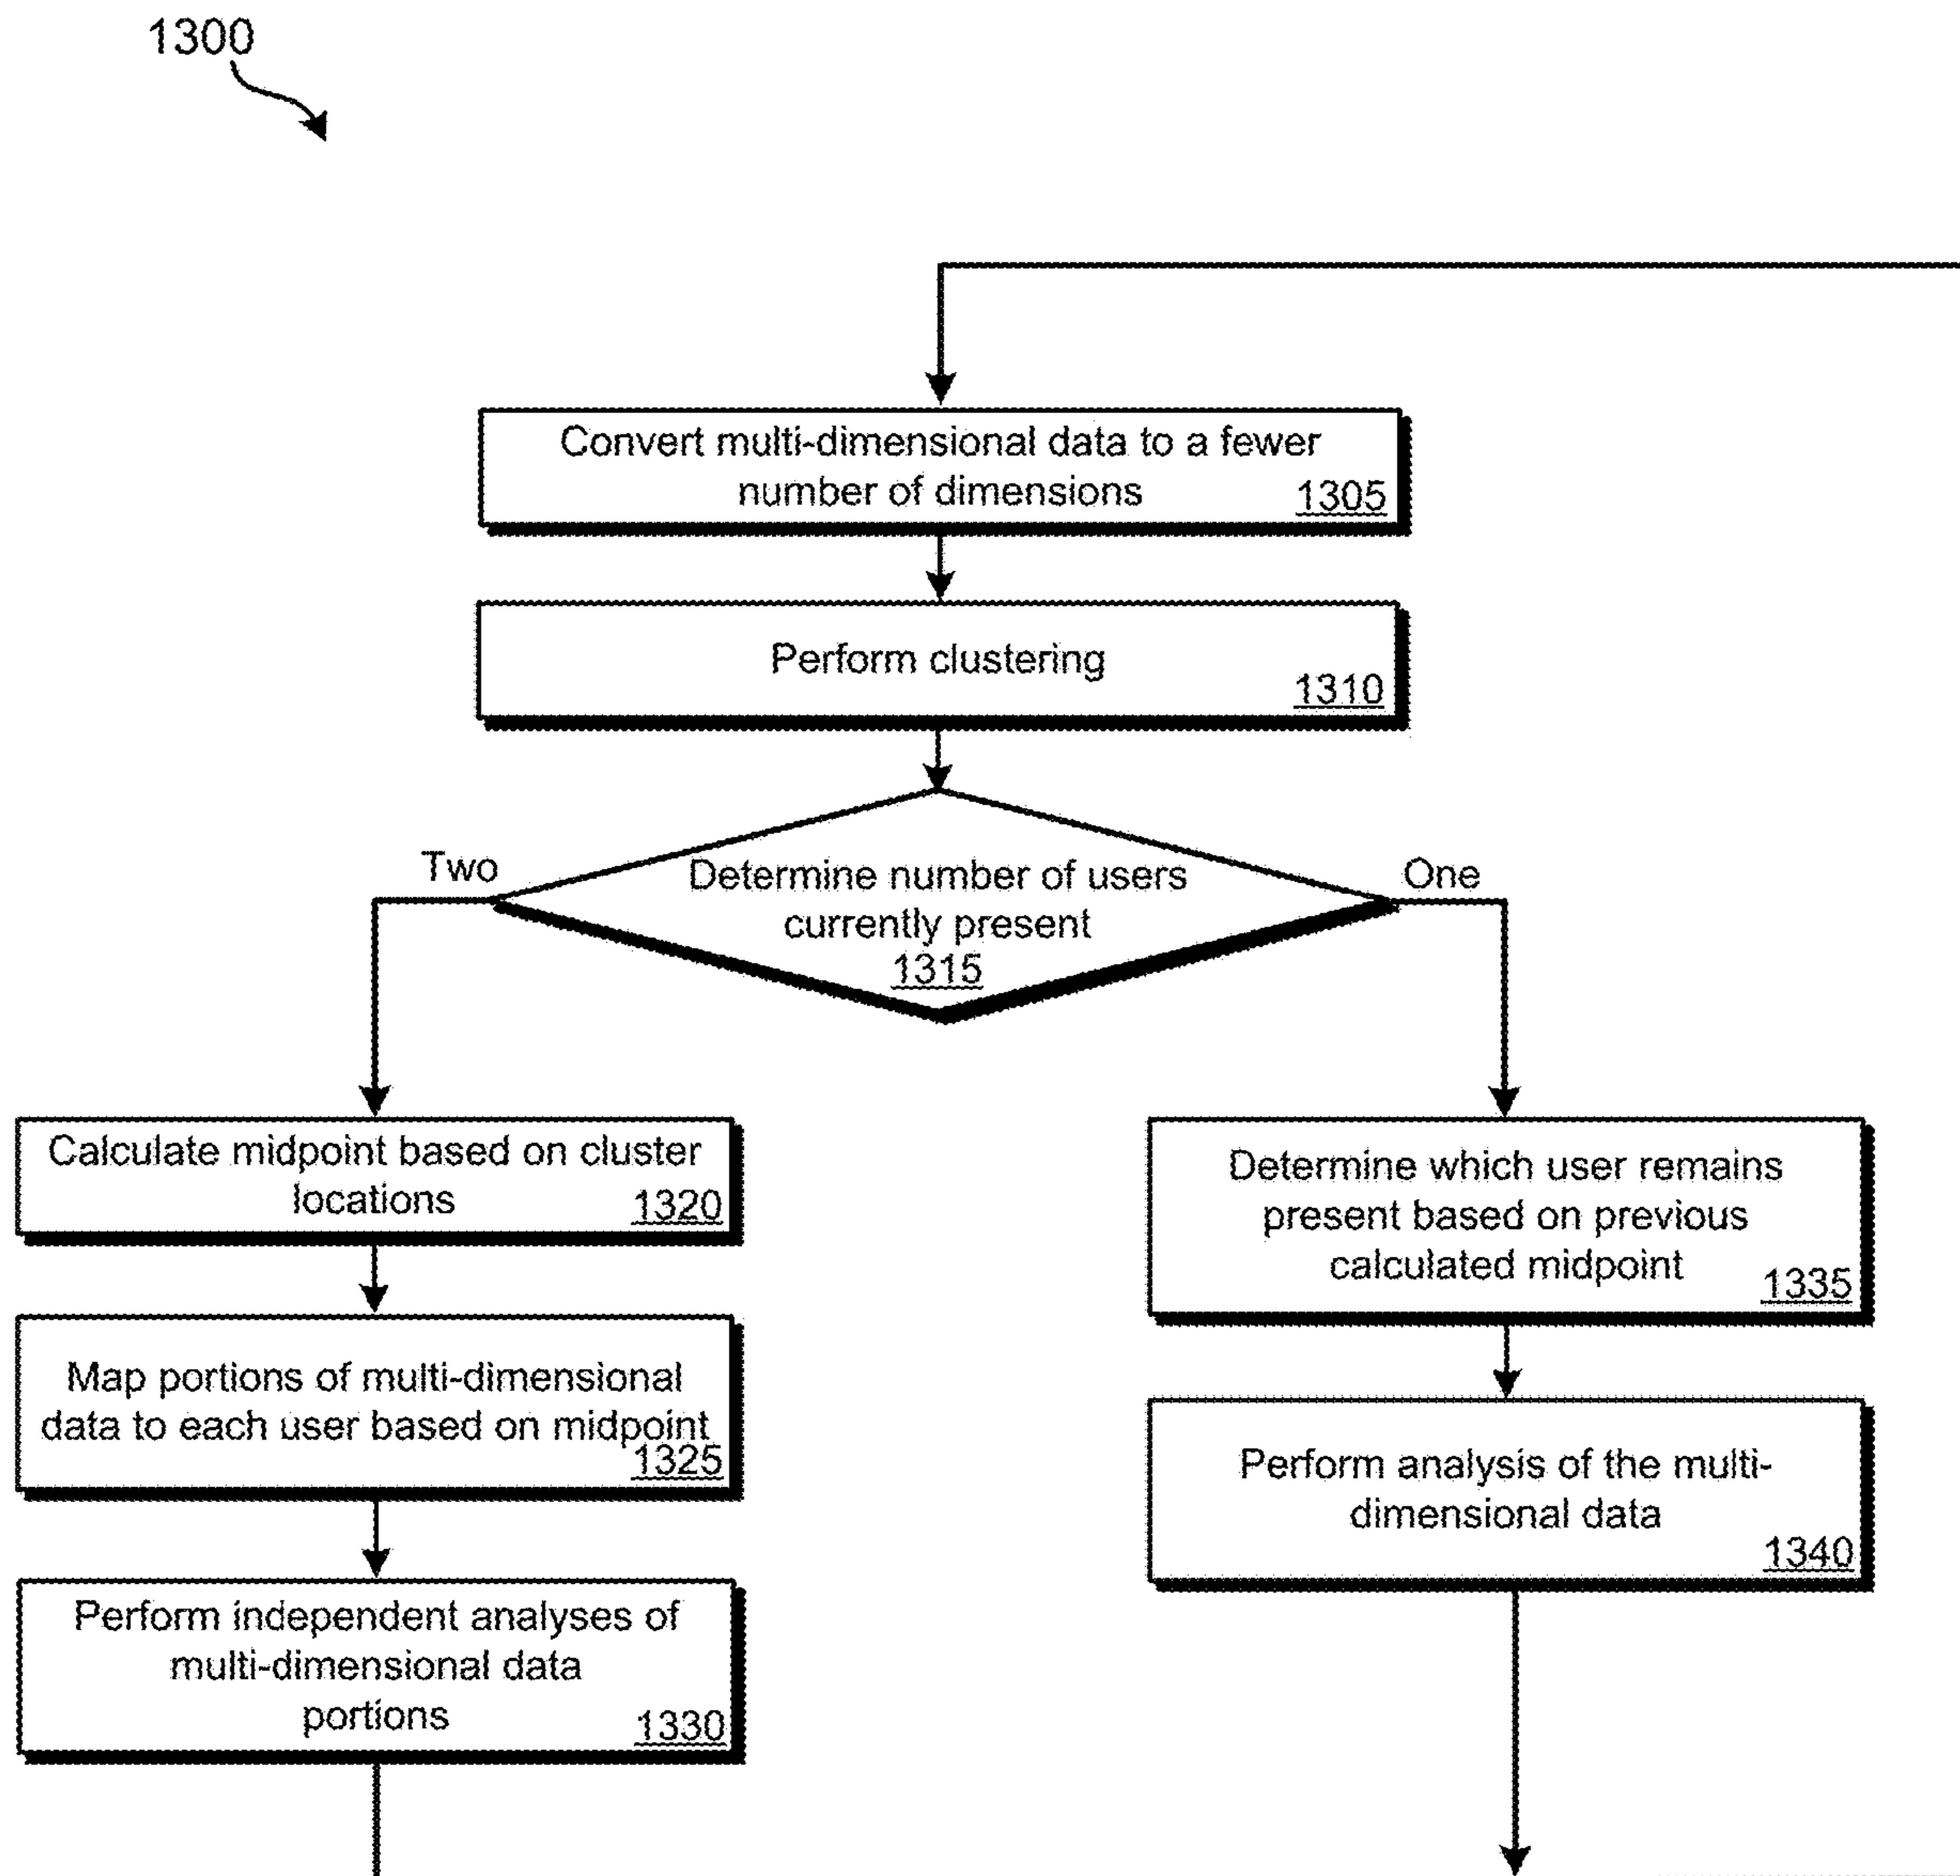 1300
Convert multi-dimensional data to a fewer
number of dimensions
1305
Perform clustering
1310
Two
One
Determine number of users
currently present
1315
Calculate midpoint based on cluster
locations
1320
Map portions of multi-dimensional
data to each user based on midpoint
1325
Perform independent analyses of
multi-dimensional data
portions
1330
Determine which user remains
present based on previous
calculated midpoint
1335
Perform analysis of the multi-
dimensional data
1340